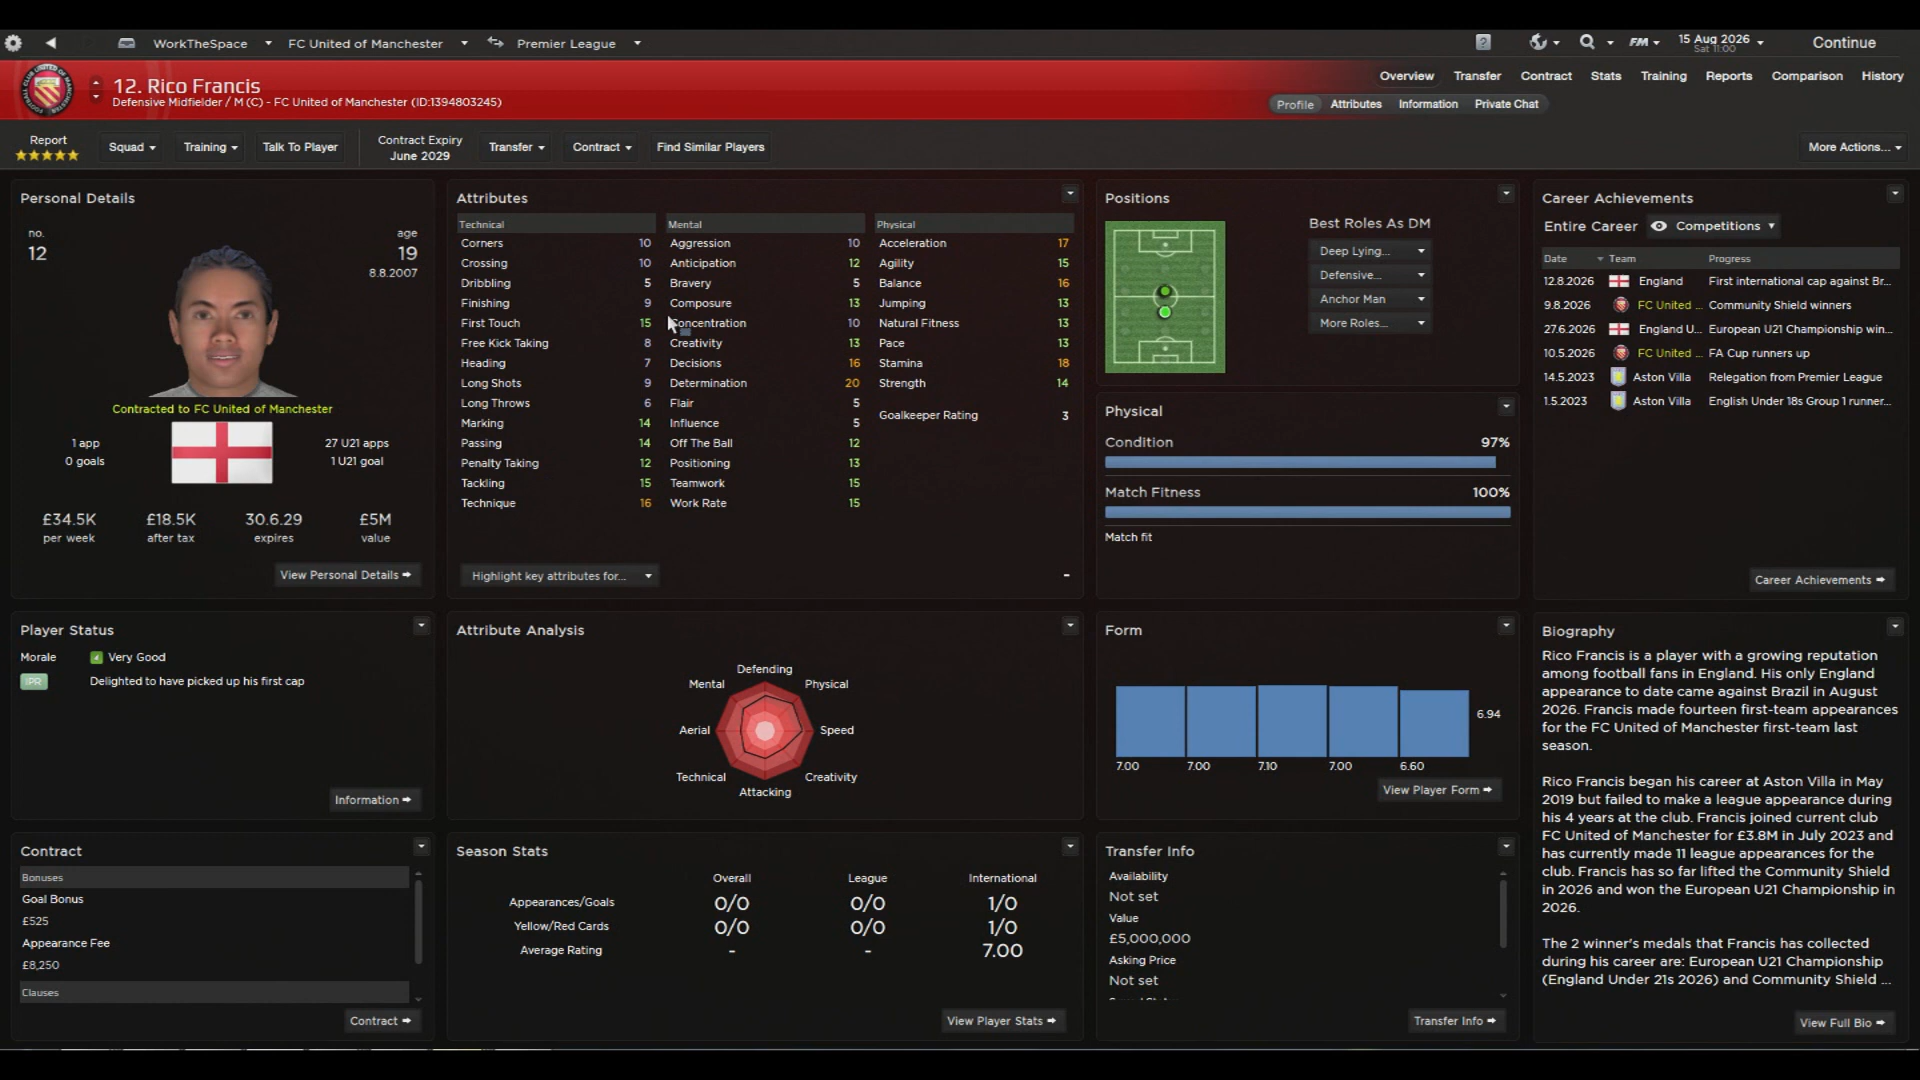 WorkTheSpace
FC United of Manchester
Premier League
?
FM
15 Aug 2026
Sat 11:00
Continue
12. Rico Francis
Defensive Midfielder / M (C) - FC United of Manchester (ID:1394803245)
Overview Transfer Contract Stats Training Reports Comparison History
Profile Attributes Information Private Chat
Report
Squad
Training
Talk To Player
Contract Expiry
June 2029
Transfer
Contract
Find Similar Players
More Actions...
Personal Details
no.
12
age
19
8.8.2007
Contracted to FC United of Manchester
1 app
0 goals
27 U21 apps
1 U21 goal
£34.5K
per week
£18.5K
after tax
30.6.29
expires
£5M
value
View Personal Details
Attributes
Technical
Corners 10
Crossing 10
Dribbling 5
Finishing 9
First Touch 15
Free Kick Taking 8
Heading 7
Long Shots 9
Long Throws 6
Marking 14
Passing 14
Penalty Taking 12
Tackling 15
Technique 16
Mental
Aggression 10
Anticipation 12
Bravery 5
Composure 13
Concentration 10
Creativity 13
Decisions 16
Determination 20
Flair 5
Influence 5
Off The Ball 12
Positioning 13
Teamwork 15
Work Rate 15
Physical
Acceleration 17
Agility 15
Balance 16
Jumping 13
Natural Fitness 13
Pace 13
Stamina 18
Strength 14
Goalkeeper Rating 3
Highlight key attributes for...
-
Positions
Best Roles As DM
Deep Lying...
Defensive...
Anchor Man
More Roles...
Physical
Condition 97%
Match Fitness 100%
Match fit
Career Achievements
Entire Career
Competitions
Date Team Progress
12.8.2026 England First international cap against Br...
9.8.2026 FC United ... Community Shield winners
27.6.2026 England U... European U21 Championship win...
10.5.2026 FC United ... FA Cup runners up
14.5.2023 Aston Villa Relegation from Premier League
1.5.2023 Aston Villa English Under 18s Group 1 runner...
Career Achievements
Player Status
Morale Very Good
IPR Delighted to have picked up his first cap
Information
Attribute Analysis
Defending
Mental Physical
Aerial Speed
Technical Creativity
Attacking
Form
6.94
7.00 7.00 7.10 7.00 6.60
View Player Form
Biography
Rico Francis is a player with a growing reputation
among football fans in England. His only England
appearance to date came against Brazil in August
2026. Francis made fourteen first-team appearances
for the FC United of Manchester first-team last
season.
Rico Francis began his career at Aston Villa in May
2019 but failed to make a league appearance during
his 4 years at the club. Francis joined current club
FC United of Manchester for £3.8M in July 2023 and
has currently made 11 league appearances for the
club. Francis has so far lifted the Community Shield
in 2026 and won the European U21 Championship in
2026.
The 2 winner's medals that Francis has collected
during his career are: European U21 Championship
(England Under 21s 2026) and Community Shield ...
View Full Bio
Contract
Bonuses
Goal Bonus
£525
Appearance Fee
£8,250
Clauses
Contract
Season Stats
Overall League International
Appearances/Goals 0/0 0/0 1/0
Yellow/Red Cards 0/0 0/0 1/0
Average Rating - - 7.00
View Player Stats
Transfer Info
Availability
Not set
Value
£5,000,000
Asking Price
Not set
Transfer Info